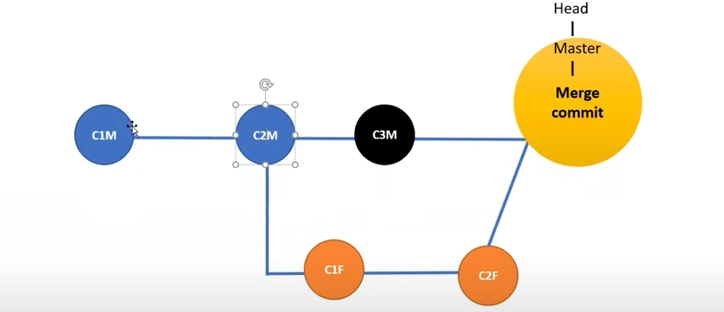 Head
Master
Merge
commit
C1M
C2M
C3M
C1F
C2F